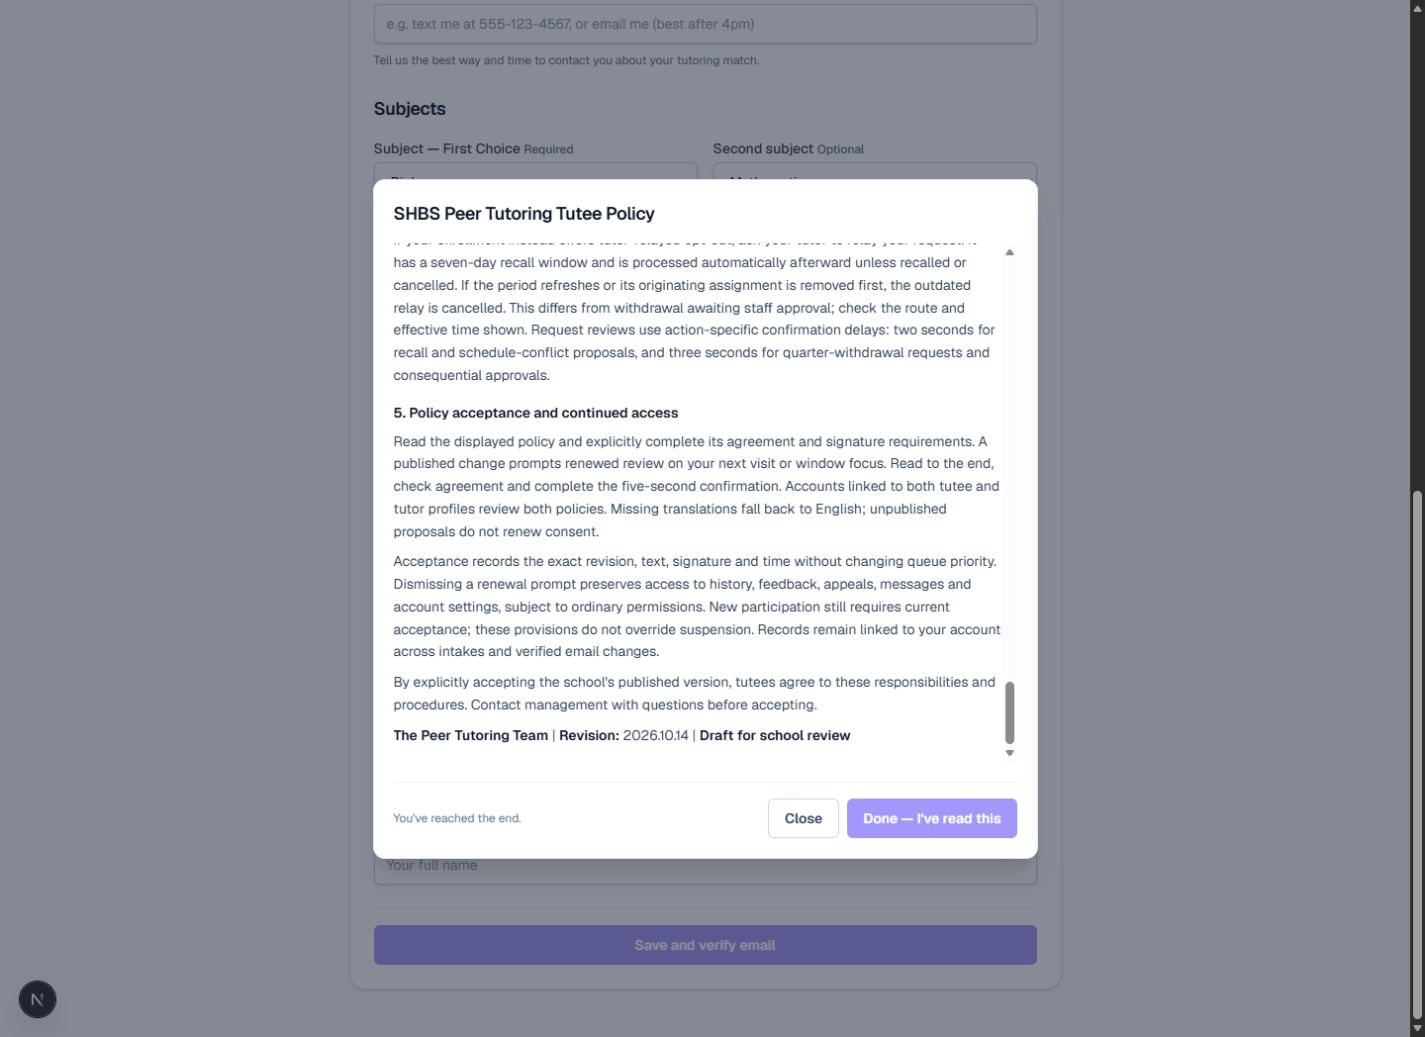 e.g. text me at 555-123-4567, or email me (best after 4pm)
Tell us the best way and time to contact you about your tutoring match.
Subjects
Subject — First Choice Required
Second subject Optional
SHBS Peer Tutoring Tutee Policy
has a seven-day recall window and is processed automatically afterward unless recalled or
cancelled. If the period refreshes or its originating assignment is removed first, the outdated
relay is cancelled. This differs from withdrawal awaiting staff approval; check the route and
effective time shown. Request reviews use action-specific confirmation delays: two seconds for
recall and schedule-conflict proposals, and three seconds for quarter-withdrawal requests and
consequential approvals.
5. Policy acceptance and continued access
Read the displayed policy and explicitly complete its agreement and signature requirements. A
published change prompts renewed review on your next visit or window focus. Read to the end,
check agreement and complete the five-second confirmation. Accounts linked to both tutee and
tutor profiles review both policies. Missing translations fall back to English; unpublished
proposals do not renew consent.
Acceptance records the exact revision, text, signature and time without changing queue priority.
Dismissing a renewal prompt preserves access to history, feedback, appeals, messages and
account settings, subject to ordinary permissions. New participation still requires current
acceptance; these provisions do not override suspension. Records remain linked to your account
across intakes and verified email changes.
By explicitly accepting the school's published version, tutees agree to these responsibilities and
procedures. Contact management with questions before accepting.
The Peer Tutoring Team | Revision: 2026.10.14 | Draft for school review
You've reached the end.
Close
Done — I've read this
Your full name
Save and verify email
N